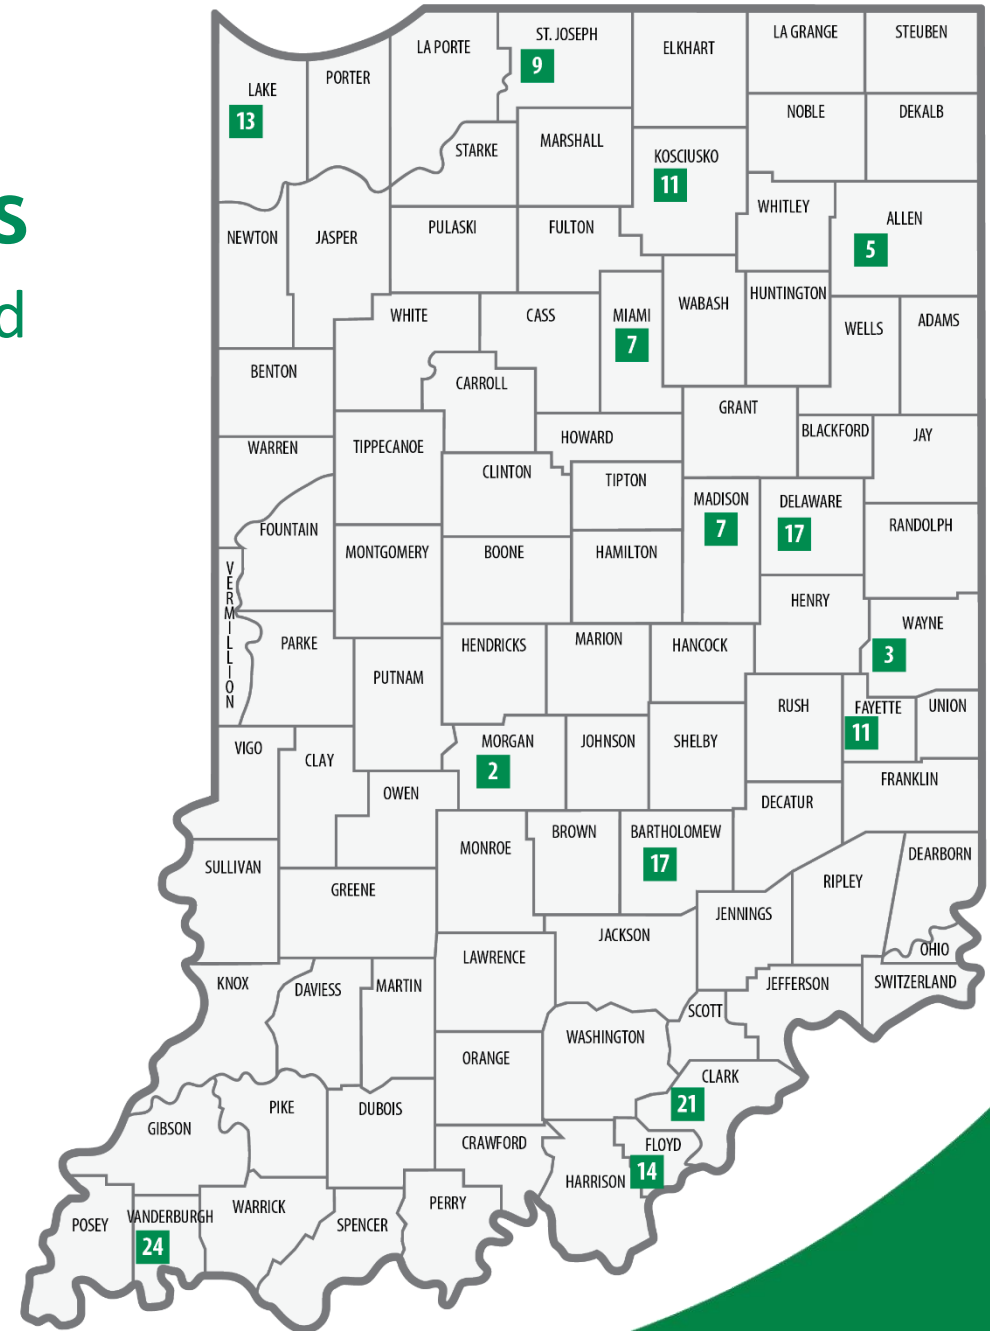 s
d
ST. JOSEPH
9
LA PORTE
ELKHART
LA GRANGE
STEUBEN
LAKE
13
PORTER
NOBLE
DEKALB
STARKE
MARSHALL
KOSCIUSKO
11
WHITLEY
ALLEN
5
NEWTON
JASPER
PULASKI
FULTON
WHITE
CASS
MIAMI
7
WABASH
HUNTINGTON
WELLS
ADAMS
BENTON
CARROLL
GRANT
BLACKFORD
JAY
WARREN
TIPPECANOE
HOWARD
CLINTON
TIPTON
MADISON
7
DELAWARE
17
RANDOLPH
FOUNTAIN
MONTGOMERY
BOONE
HAMILTON
VERMILLION
HENRY
WAYNE
3
PARKE
PUTNAM
HENDRICKS
MARION
HANCOCK
RUSH
FAYETTE
11
UNION
VIGO
CLAY
MORGAN
2
JOHNSON
SHELBY
FRANKLIN
OWEN
DECATUR
SULLIVAN
MONROE
BROWN
BARTHOLOMEW
17
DEARBORN
GREENE
RIPLEY
JENNINGS
JACKSON
OHIO
LAWRENCE
KNOX
DAVIESS
MARTIN
JEFFERSON
SWITZERLAND
SCOTT
WASHINGTON
ORANGE
CLARK
21
GIBSON
PIKE
DUBOIS
CRAWFORD
FLOYD
14
HARRISON
POSEY
VANDERBURGH
24
WARRICK
SPENCER
PERRY